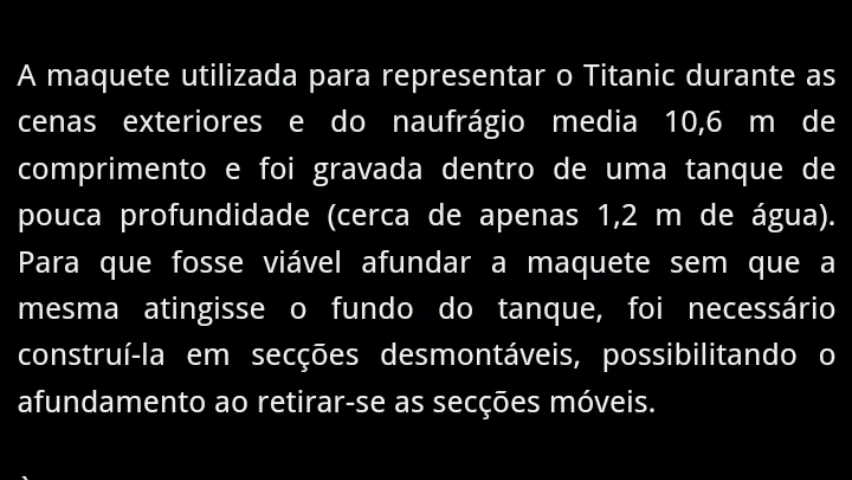 A maquete utilizada para representar o Titanic durante as
cenas exteriores e do naufrágio media 10,6 m de
comprimento e foi gravada dentro de uma tanque de
pouca profundidade (cerca de apenas 1,2 m de água).
Para que fosse viável afundar a maquete sem que a
mesma atingisse o fundo do tanque, foi necessário
construí-la em secções desmontáveis, possibilitando o
afundamento ao retirar-se as secções móveis.